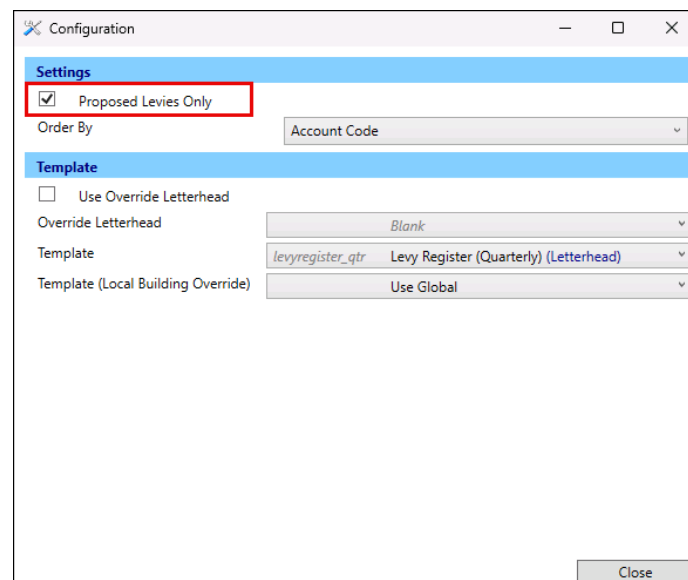 Configuration
Settings
Proposed Levies Only
Order By Account Code
Template
Use Override Letterhead
Override Letterhead Blank
Template levyregister_qtr Levy Register (Quarterly) (Letterhead)
Template (Local Building Override) Use Global
Close